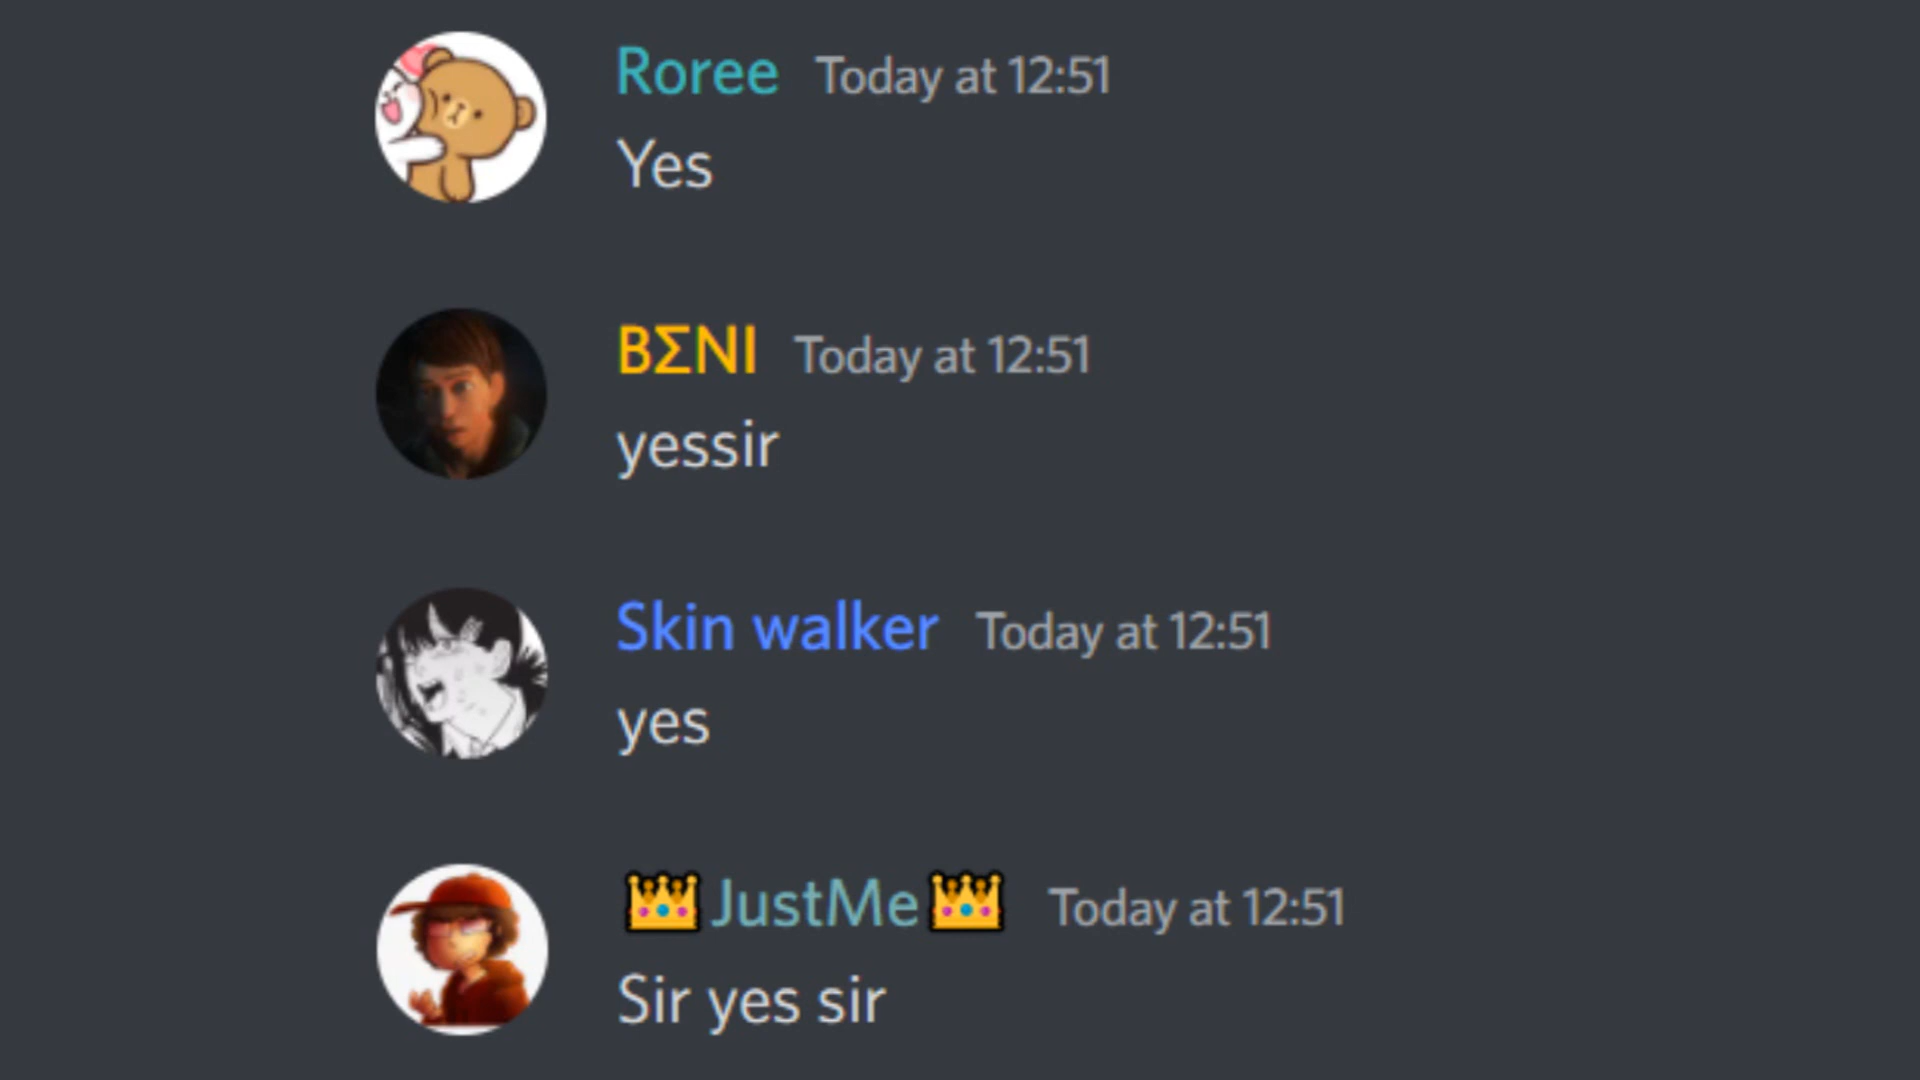 Roree Today at 12:51
Yes
BΣNI Today at 12:51
yessir
Skin walker Today at 12:51
yes
👑JustMe👑 Today at 12:51
Sir yes sir